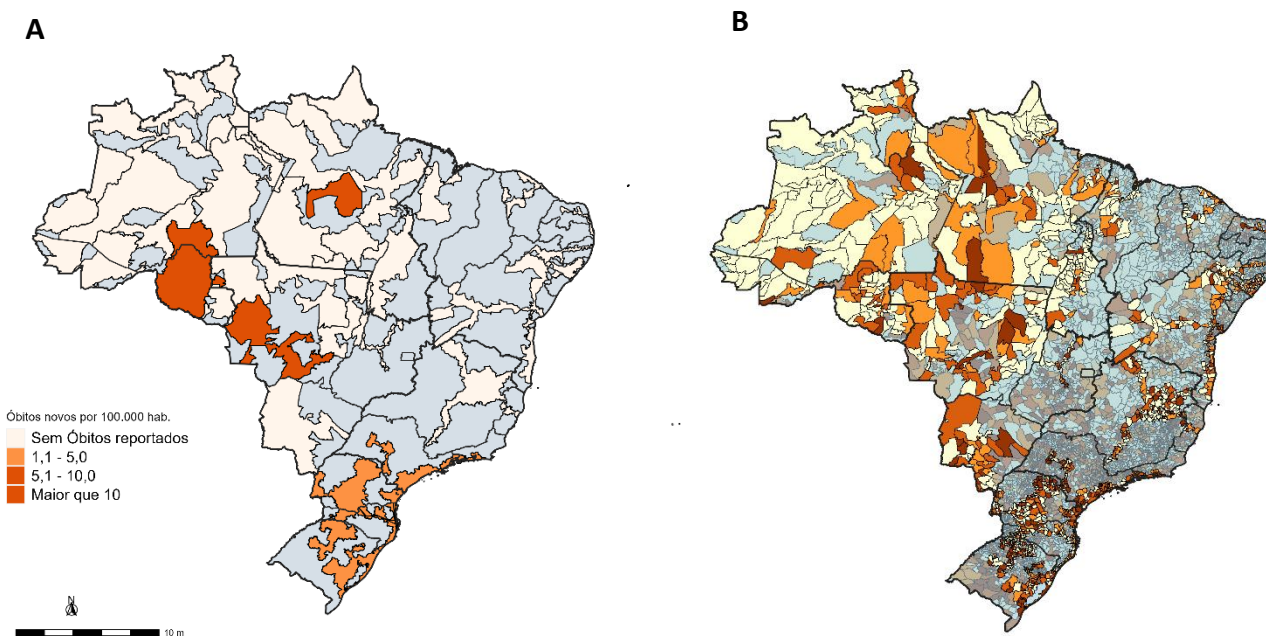 A
B
Óbitos novos por 100.000 hab.
Sem Óbitos reportados
1,1 - 5,0
5,1 - 10,0
Maior que 10
N
10 m